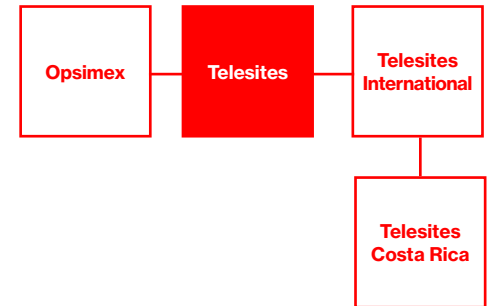 Opsimex
Telesites
Telesites
International
Telesites
Costa Rica